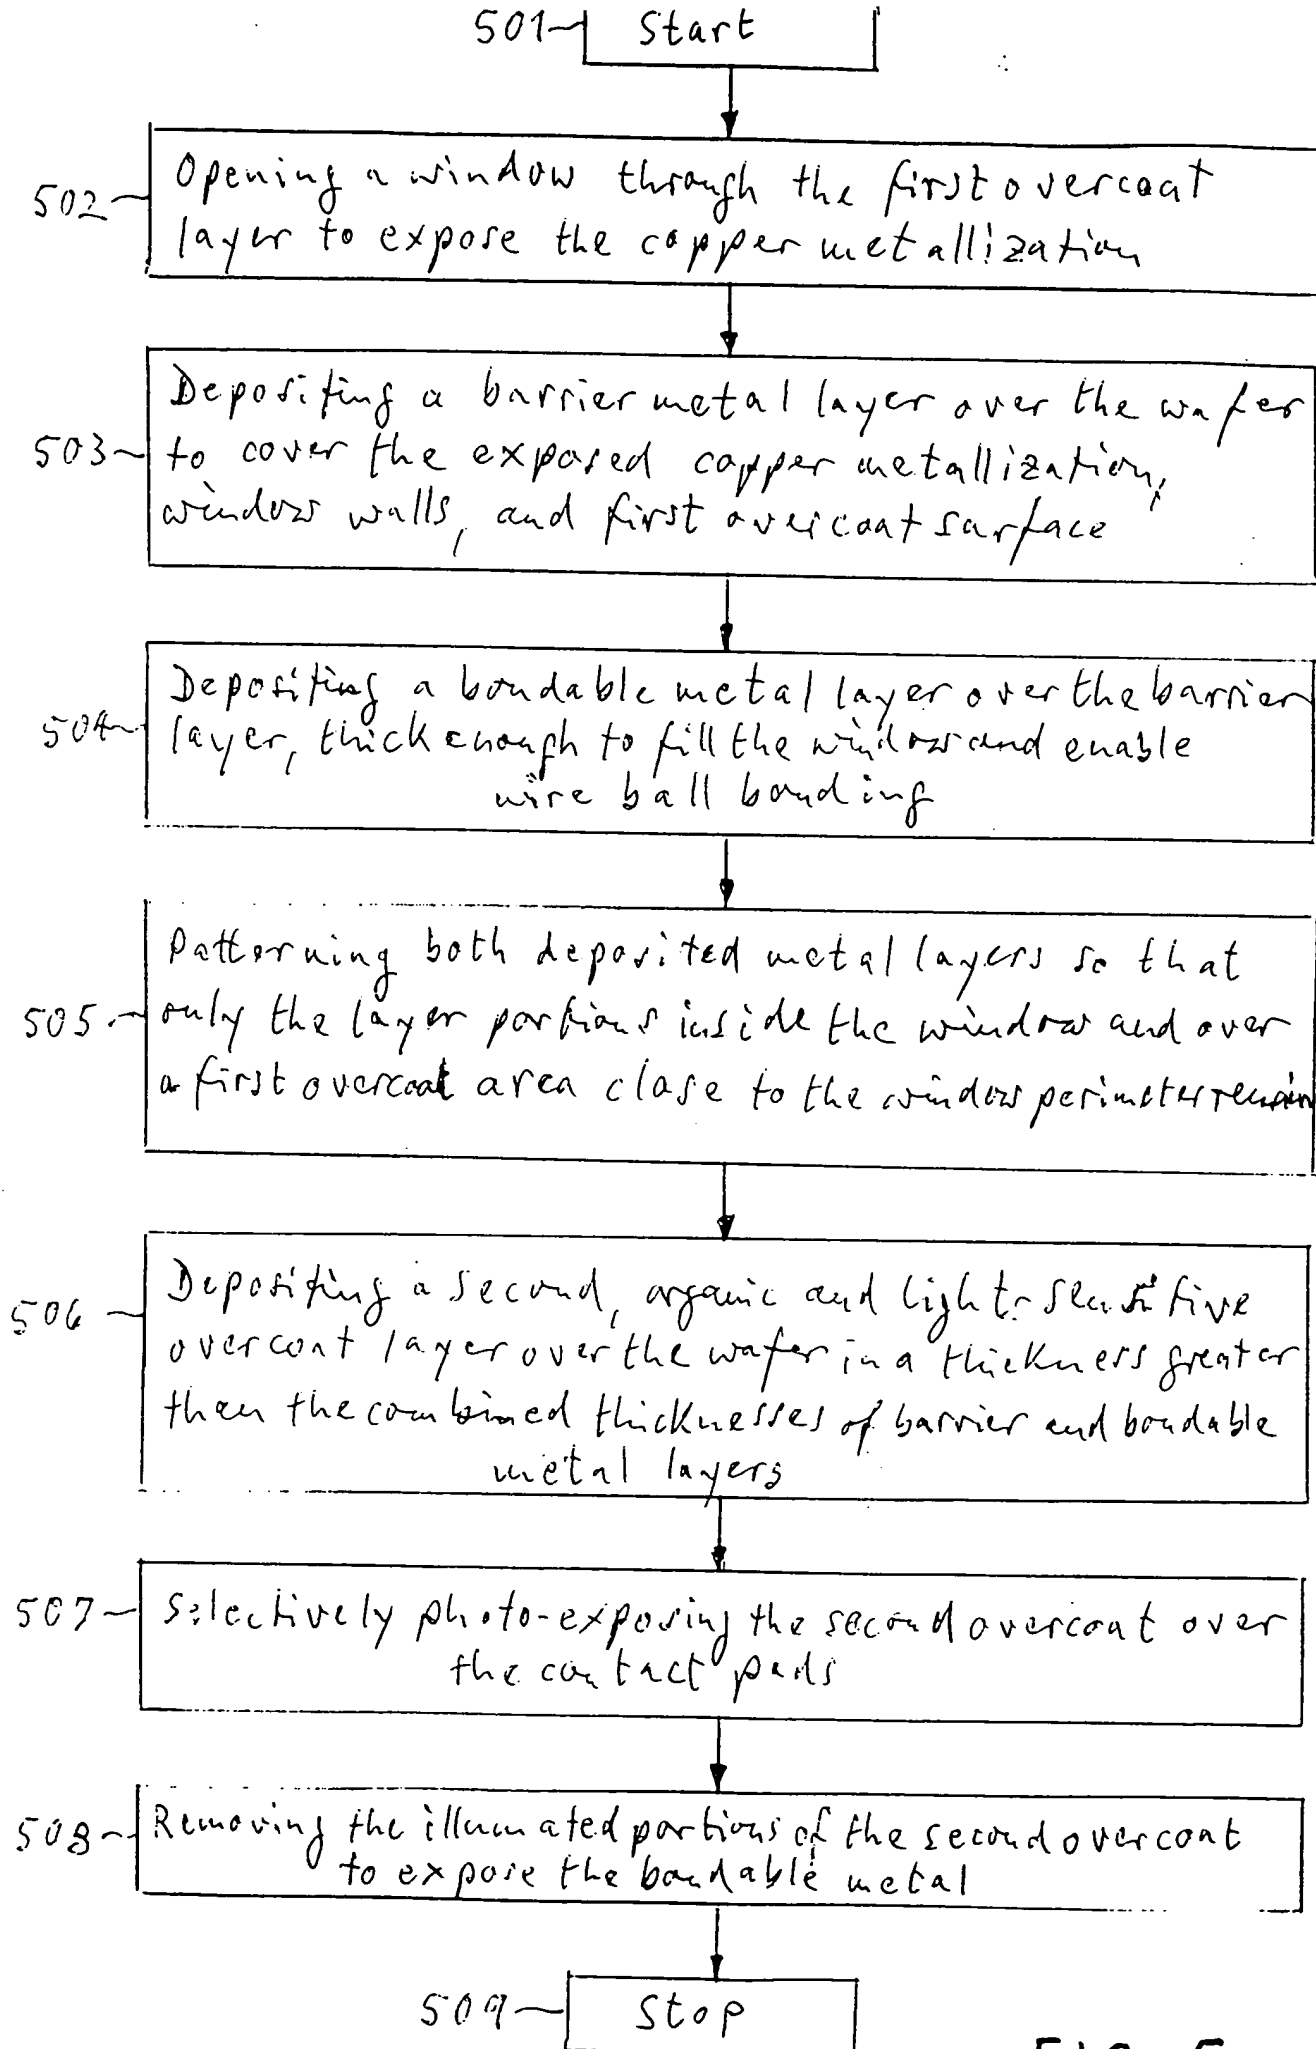 501 Start
502 Opening a window through the first overcoat
layer to expose the copper metallization
503 Depositing a barrier metal layer over the wafer
to cover the exposed copper metallization,
window walls, and first overcoat surface
504 Depositing a bondable metal layer over the barrier
layer, thick enough to fill the window and enable
wire ball bonding
505 Patterning both deposited metal layers so that
only the layer portions inside the window and over
a first overcoat area close to the window perimeter remain
506 Depositing a second, organic and light-sensitive
overcoat layer over the wafer in a thickness greater
then the combined thicknesses of barrier and bondable
metal layers
507 Selectively photo-exposing the second overcoat over
the contact pads
508 Removing the illumated portions of the second overcoat
to expose the bondable metal
509 Stop
FIG. 5